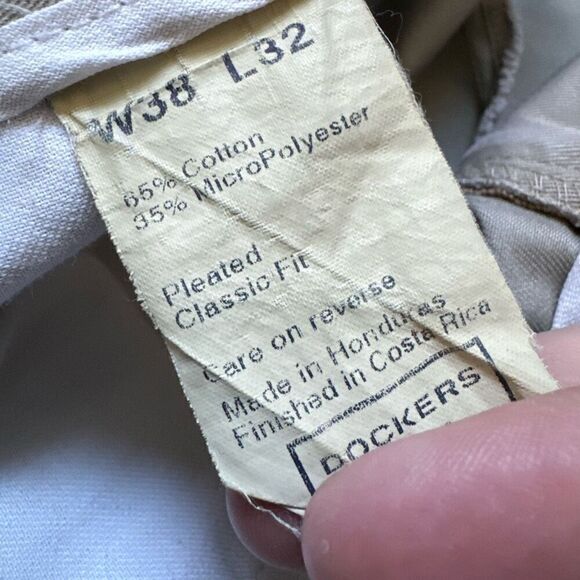 W38 L32
65% Cotton
35% MicroPolyester
Pleated
Classic Fit
Care on reverse
Made in Honduras
Finished in Costa Rica
DOCKERS